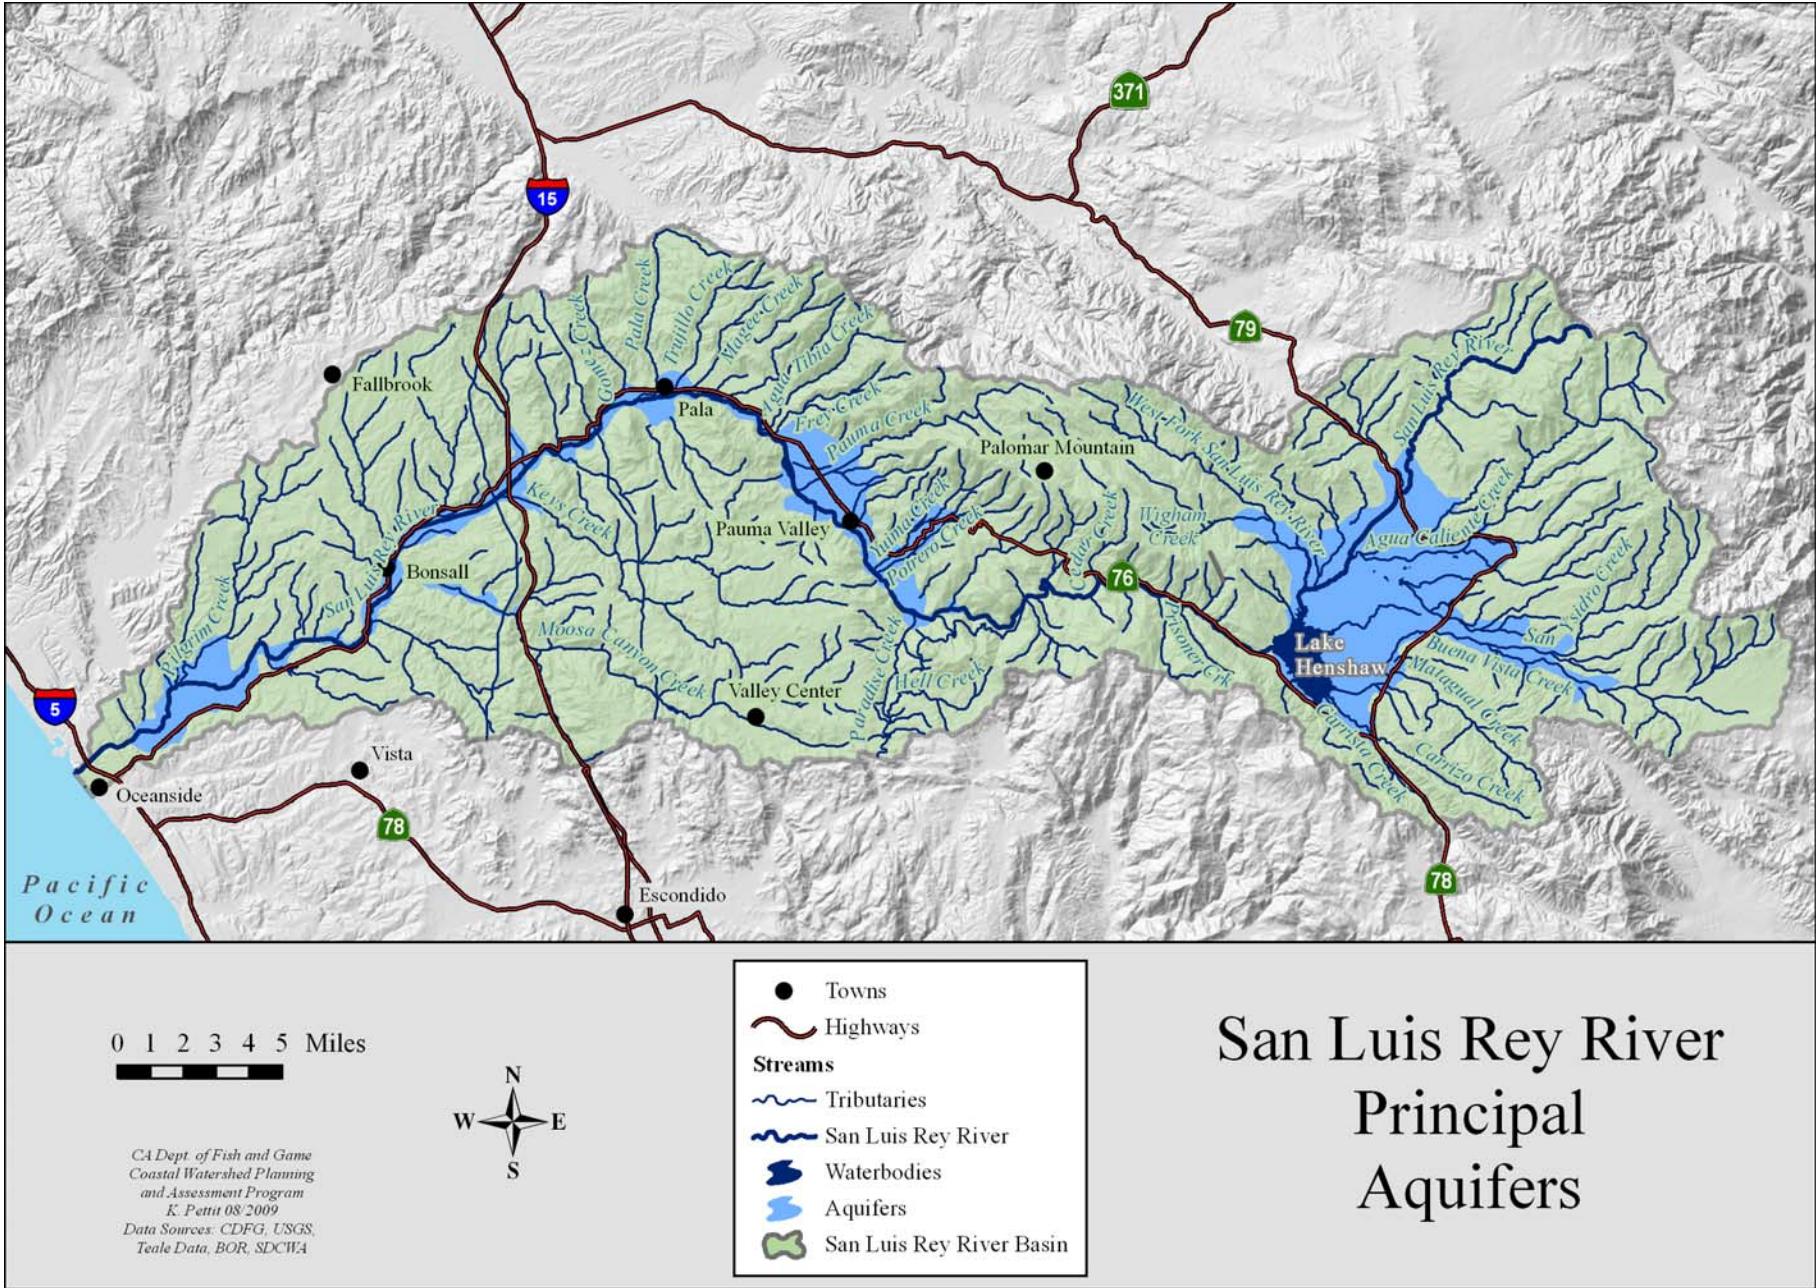 371
15
79
Pala Creek
Trujillo Creek
Magee Creek
Agua Tibia Creek
Gomez Creek
San Luis Rey River
Fallbrook
Pala
Frey Creek
Pauma Creek
West Fork San Luis Rey River
Palomar Mountain
Keys Creek
Pauma Valley
Yuima Creek
Potrero Creek
Cedar Creek
Wigham
Creek
Agua Caliente Creek
San Luis Rey River
Bonsall
76
San Ysidro Creek
Pilgrim Creek
Moosa Canyon Creek
Paradise Creek
Hell Creek
Prisoner Crk
Lake
Henshaw
Buena Vista Creek
Matagual Creek
Valley Center
5
Carrista Creek
Carrizo Creek
Vista
Oceanside
78
78
Pacific
Ocean
Escondido
0 1 2 3 4 5 Miles
N
W E
S
CA Dept. of Fish and Game
Coastal Watershed Planning
and Assessment Program
K. Pettit 08/2009
Data Sources: CDFG, USGS,
Teale Data, BOR, SDCWA
Towns
Highways
Streams
Tributaries
San Luis Rey River
Waterbodies
Aquifers
San Luis Rey River Basin
San Luis Rey River
Principal
Aquifers